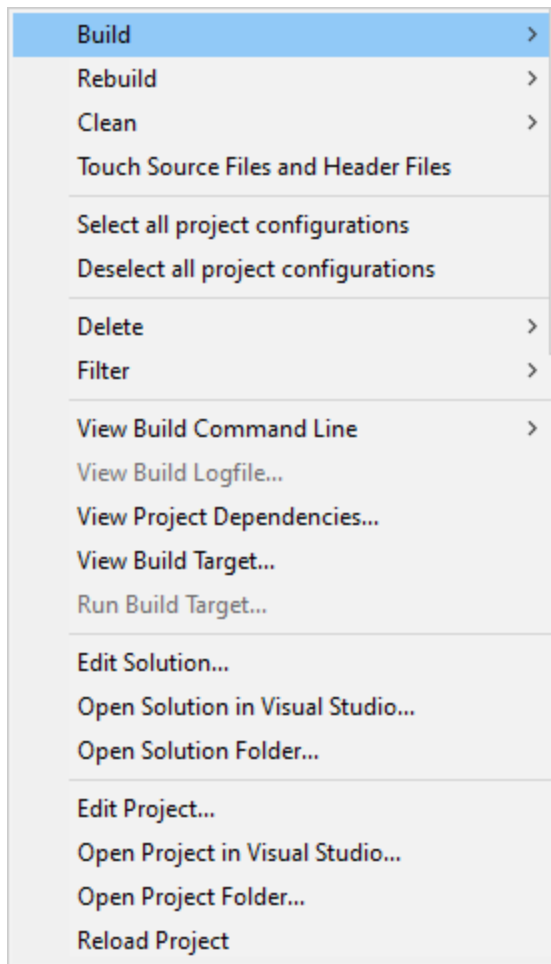 Build
Rebuild
Clean
Touch Source Files and Header Files
Select all project configurations
Deselect all project configurations
Delete
Filter
View Build Command Line
View Build Logfile...
View Project Dependencies...
View Build Target...
Run Build Target...
Edit Solution...
Open Solution in Visual Studio...
Open Solution Folder...
Edit Project...
Open Project in Visual Studio...
Open Project Folder...
Reload Project